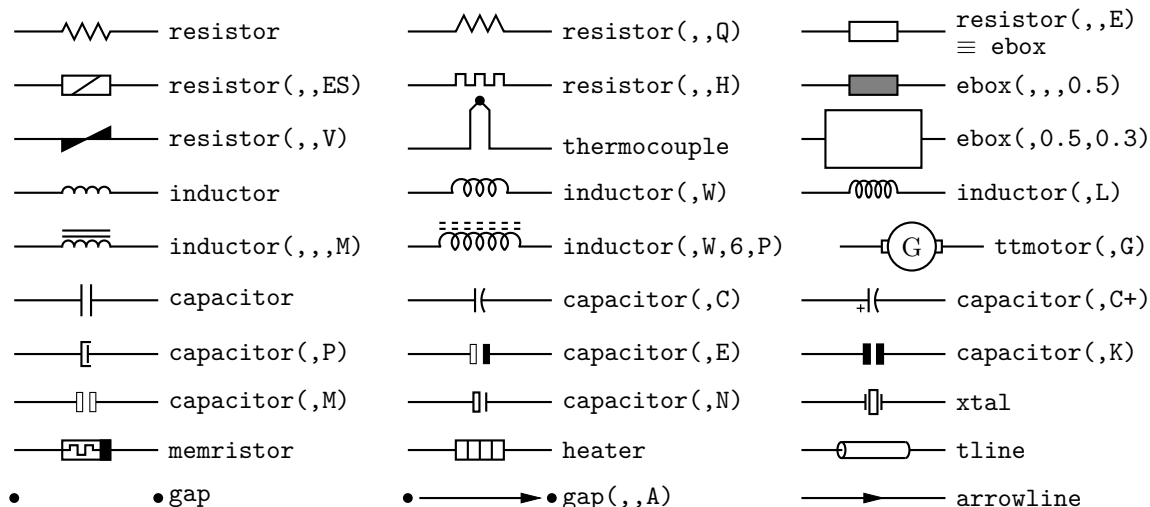 resistor
resistor(,,Q)
resistor(,,E)
≡ ebox
resistor(,,ES)
resistor(,,H)
ebox(,,,0.5)
resistor(,,V)
thermocouple
ebox(,0.5,0.3)
inductor
inductor(,W)
inductor(,L)
inductor(,,,M)
inductor(,W,6,P)
G
ttmotor(,G)
capacitor
capacitor(,C)
+
capacitor(,C+)
capacitor(,P)
capacitor(,E)
capacitor(,K)
capacitor(,M)
capacitor(,N)
xtal
memristor
heater
tline
gap
gap(,,A)
arrowline